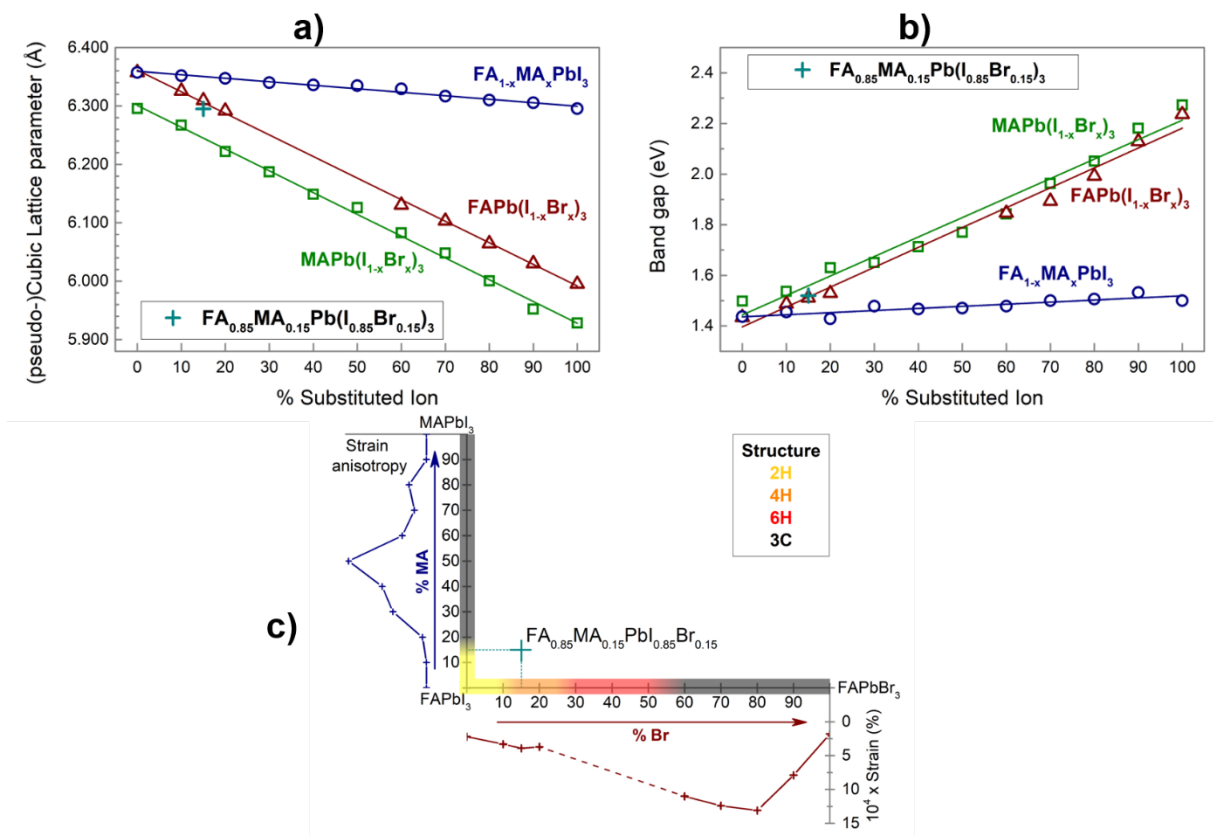 a)
(pseudo-)Cubic Lattice parameter (Å)
6.400
6.300
6.200
6.100
6.000
5.900
FA₁₋ₓMAₓPbI₃
FAPb(I₁₋ₓBrₓ)₃
MAPb(I₁₋ₓBrₓ)₃
FA₀.₈₅MA₀.₁₅Pb(I₀.₈₅Br₀.₁₅)₃
0 10 20 30 40 50 60 70 80 90 100
% Substituted Ion
b)
Band gap (eV)
2.4
2.2
2.0
1.8
1.6
1.4
FA₀.₈₅MA₀.₁₅Pb(I₀.₈₅Br₀.₁₅)₃
MAPb(I₁₋ₓBrₓ)₃
FAPb(I₁₋ₓBrₓ)₃
FA₁₋ₓMAₓPbI₃
0 10 20 30 40 50 60 70 80 90 100
% Substituted Ion
c)
MAPbI₃
Strain
anisotropy
% MA
90
80
70
60
50
40
30
20
10
Structure
2H
4H
6H
3C
FA₀.₈₅MA₀.₁₅PbI₀.₈₅Br₀.₁₅
FAPbI₃
10 20 30 40 50 60 70 80 90
FAPbBr₃
% Br
0
5
10
15
10⁴ x Strain (%)